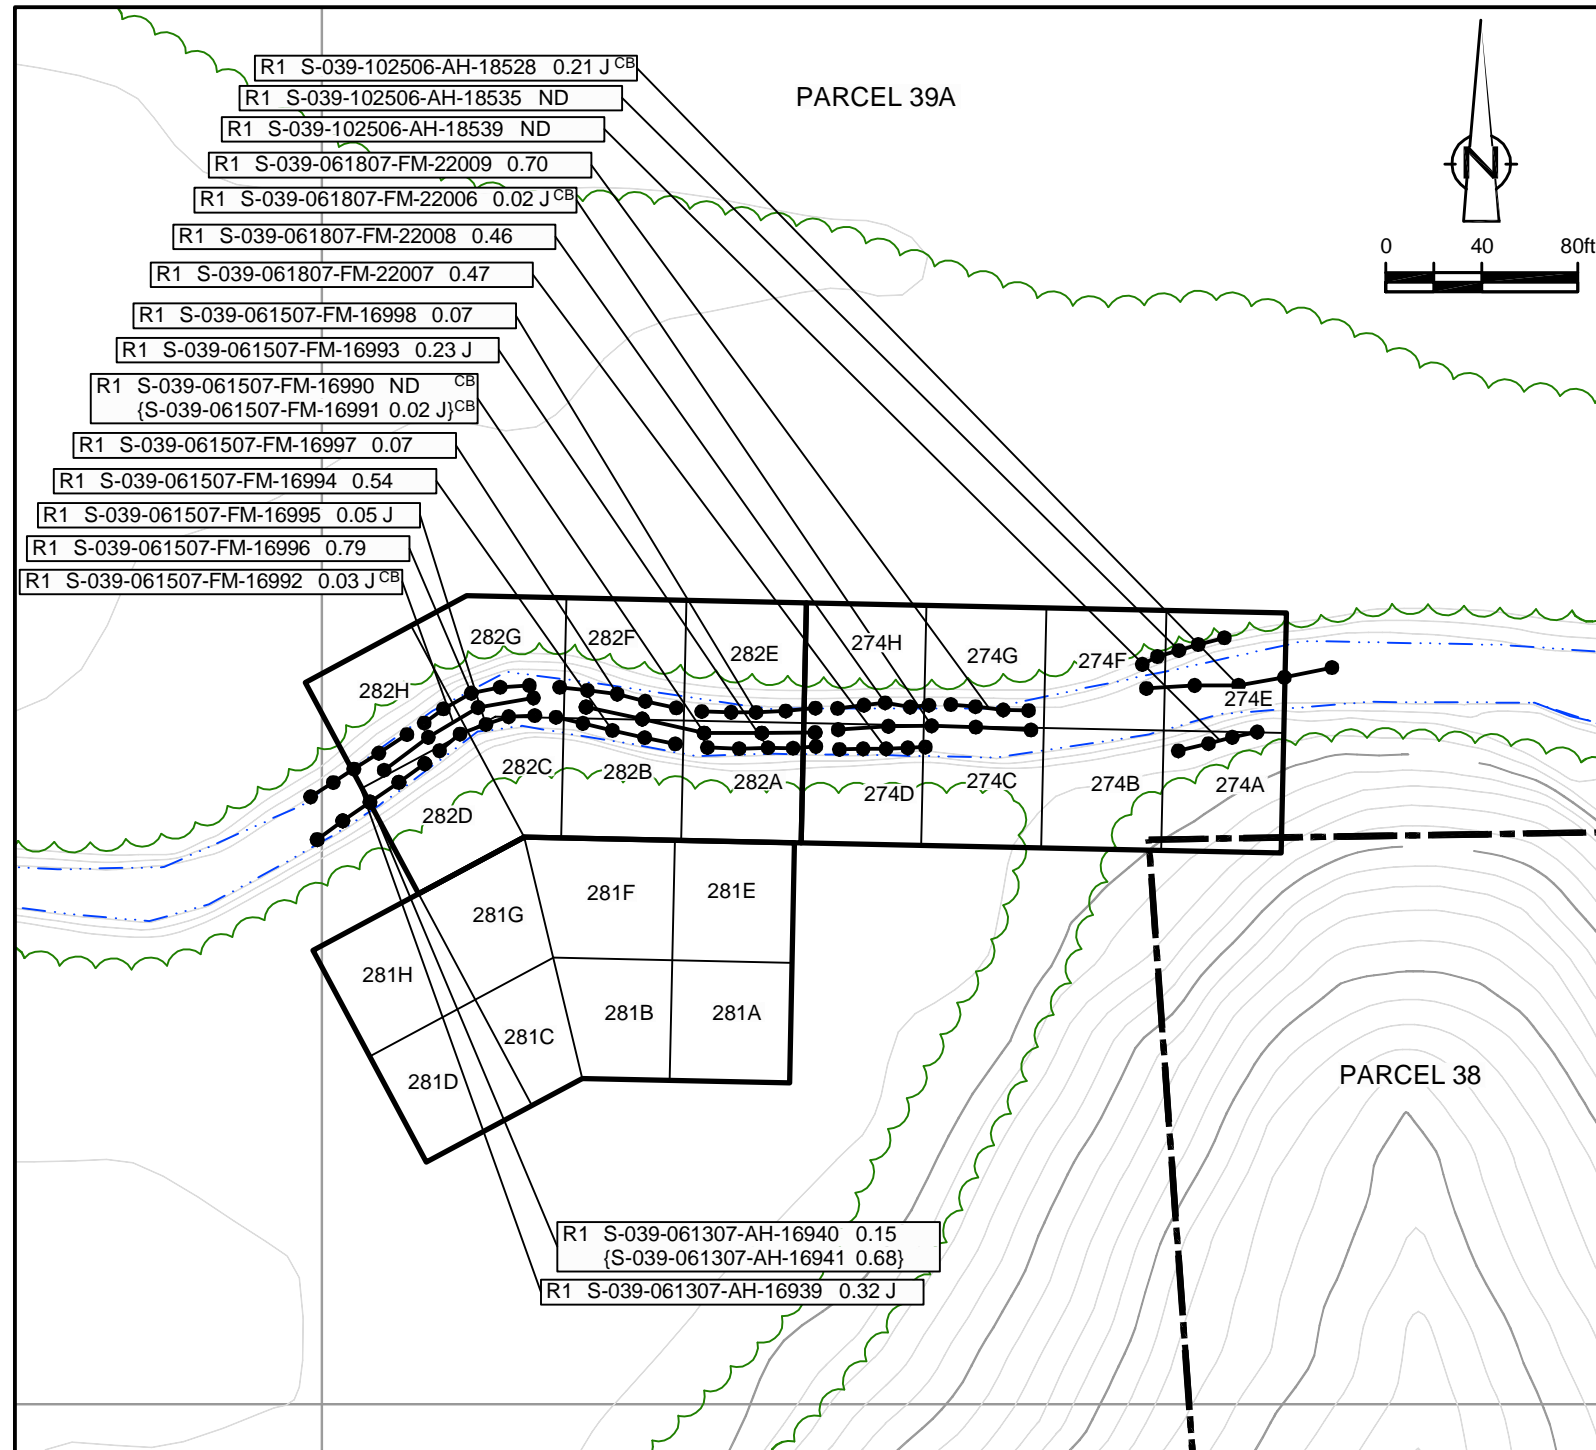 R1 S-039-102506-AH-18528 0.21 J CB
R1 S-039-102506-AH-18535 ND
R1 S-039-102506-AH-18539 ND
R1 S-039-061807-FM-22009 0.70
R1 S-039-061807-FM-22006 0.02 J CB
R1 S-039-061807-FM-22008 0.46
R1 S-039-061807-FM-22007 0.47
R1 S-039-061507-FM-16998 0.07
R1 S-039-061507-FM-16993 0.23 J
R1 S-039-061507-FM-16990 ND CB
{S-039-061507-FM-16991 0.02 J} CB
R1 S-039-061507-FM-16997 0.07
R1 S-039-061507-FM-16994 0.54
R1 S-039-061507-FM-16995 0.05 J
R1 S-039-061507-FM-16996 0.79
R1 S-039-061507-FM-16992 0.03 J CB
PARCEL 39A
N
0 40 80ft
282G 282F 282E 274H 274G 274F
282H 274E
282C 282B 282A 274D 274C 274B 274A
282D
281G 281F 281E
281H
281C 281B 281A
281D
PARCEL 38
R1 S-039-061307-AH-16940 0.15
{S-039-061307-AH-16941 0.68}
R1 S-039-061307-AH-16939 0.32 J